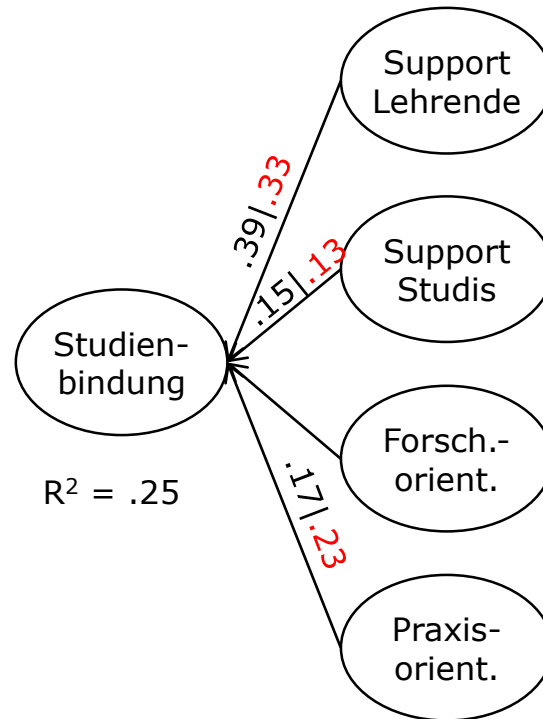 Support
Lehrende
.39|.33
Support
Studis
.15|.13
Studien-
bindung
R² = .25
Forsch.-
orient.
.17|.23
Praxis-
orient.